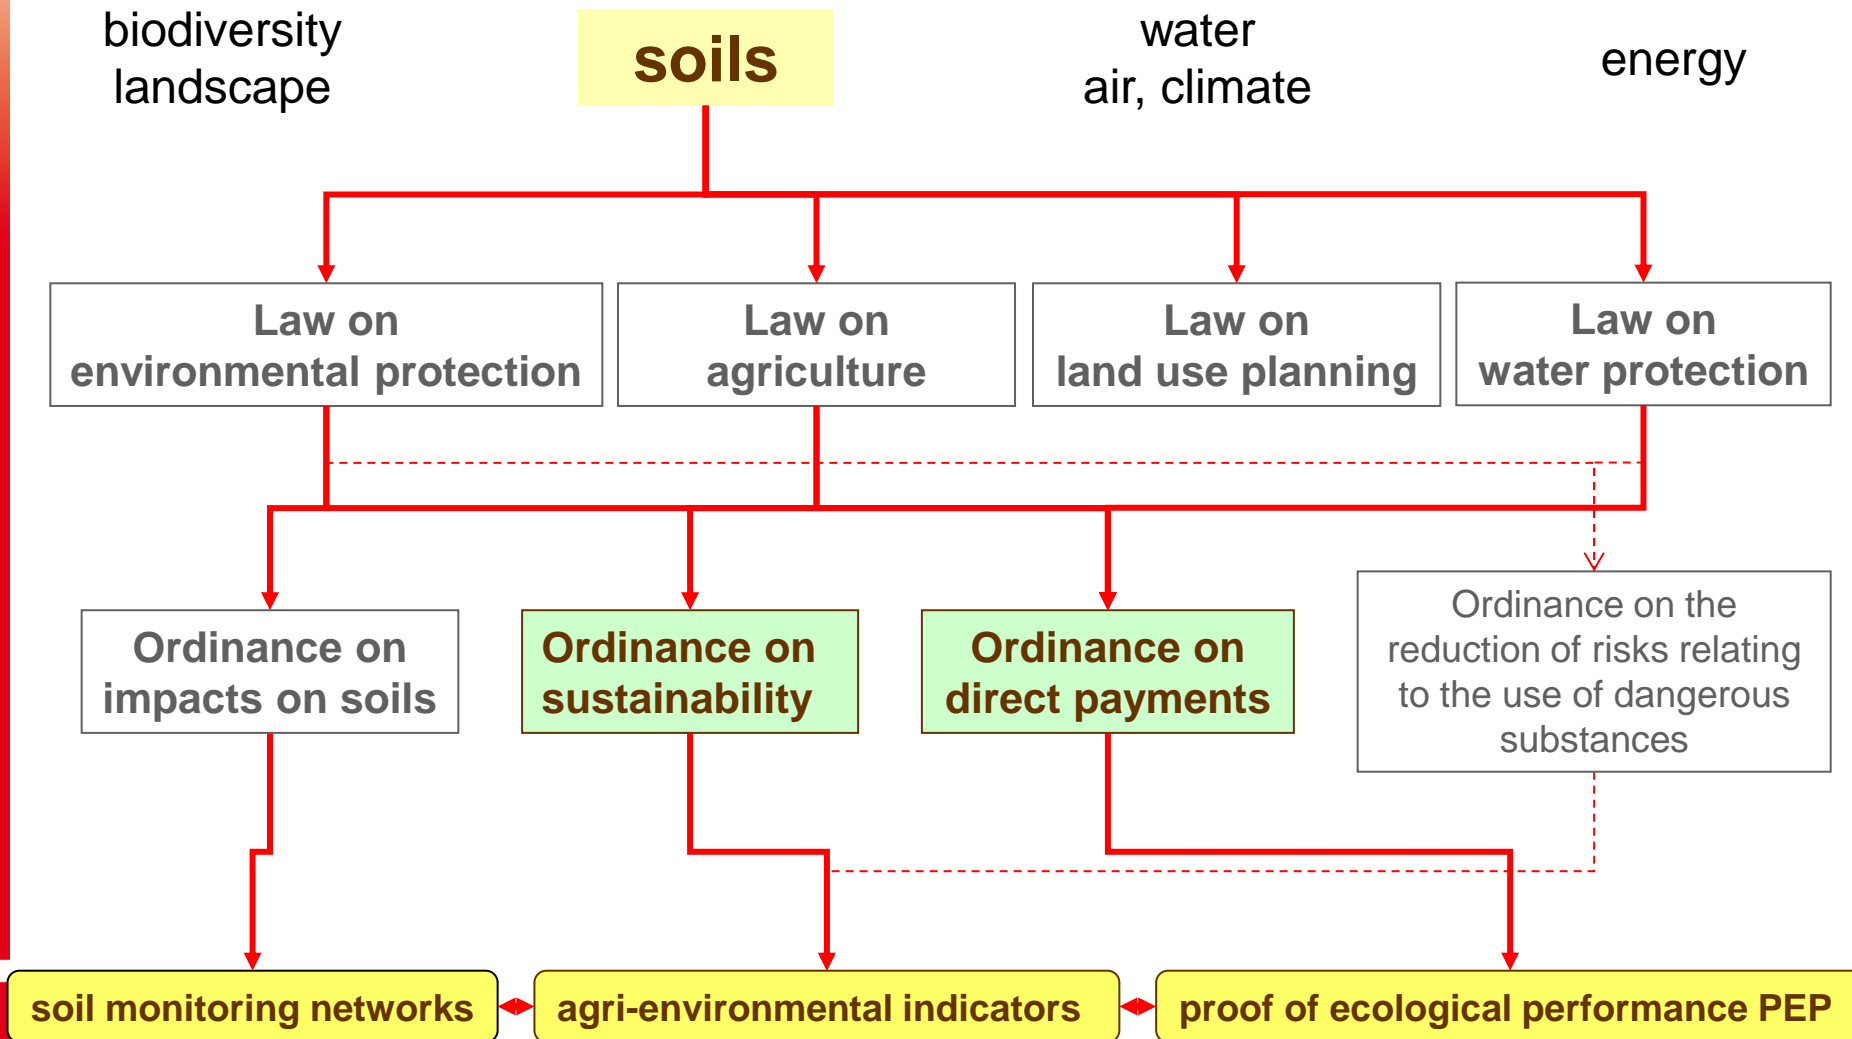 biodiversity
landscape
soils
water
air, climate
energy
Law on
environmental protection
Law on
agriculture
Law on
land use planning
Law on
water protection
Ordinance on
impacts on soils
Ordinance on
sustainability
Ordinance on
direct payments
Ordinance on the
reduction of risks relating
to the use of dangerous
substances
soil monitoring networks
agri-environmental indicators
proof of ecological performance PEP